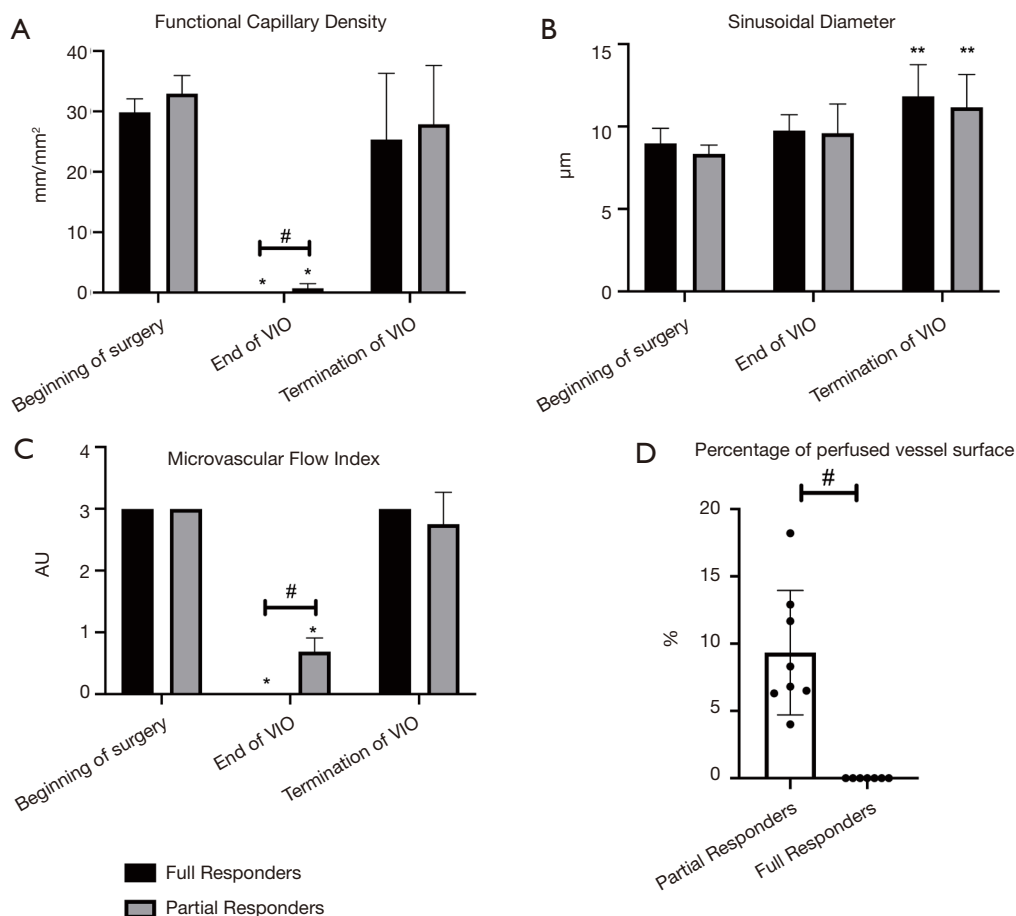 A
Functional Capillary Density
40
30
20
10
0
mm/mm²
#
*
*
Beginning of surgery
End of VIO
Termination of VIO
B
Sinusoidal Diameter
15
10
5
0
µm
**
**
Beginning of surgery
End of VIO
Termination of VIO
C
Microvascular Flow Index
4
3
2
1
0
AU
#
*
*
Beginning of surgery
End of VIO
Termination of VIO
D
Percentage of perfused vessel surface
#
20
15
10
5
0
%
Partial Responders
Full Responders
Full Responders
Partial Responders